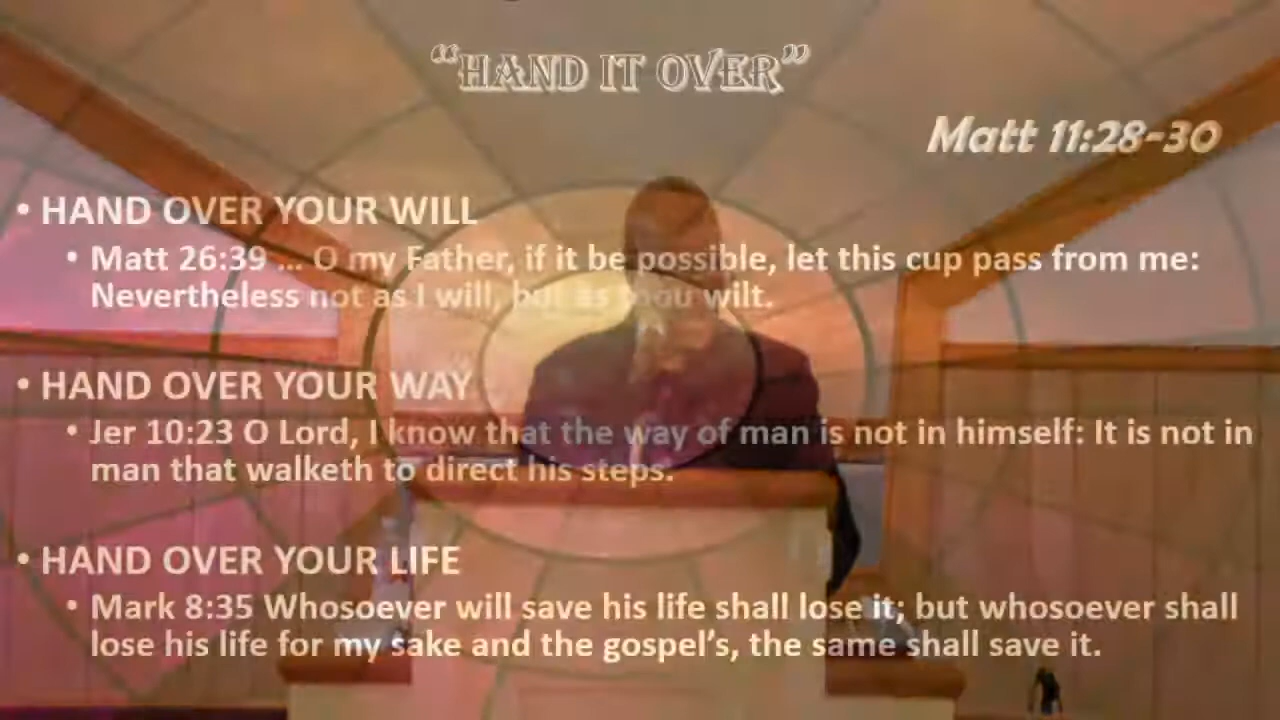 “HAND IT OVER”
Matt 11:28-30
• HAND OVER YOUR WILL
• Matt 26:39 ... O my Father, if it be possible, let this cup pass from me:
Nevertheless not as I will, but as thou wilt.
• HAND OVER YOUR WAY
• Jer 10:23 O Lord, I know that the way of man is not in himself: It is not in
man that walketh to direct his steps.
• HAND OVER YOUR LIFE
• Mark 8:35 Whosoever will save his life shall lose it; but whosoever shall
lose his life for my sake and the gospel’s, the same shall save it.